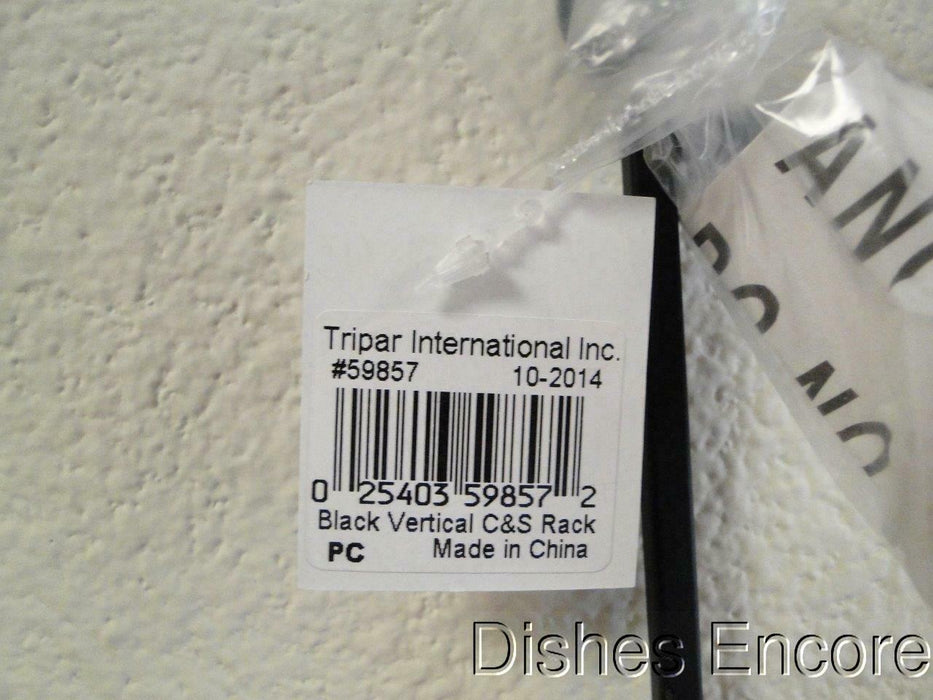 Tripar International Inc.
#59857 10-2014
0 25403 59857 2
Black Vertical C&S Rack
PC Made in China
Dishes Encore